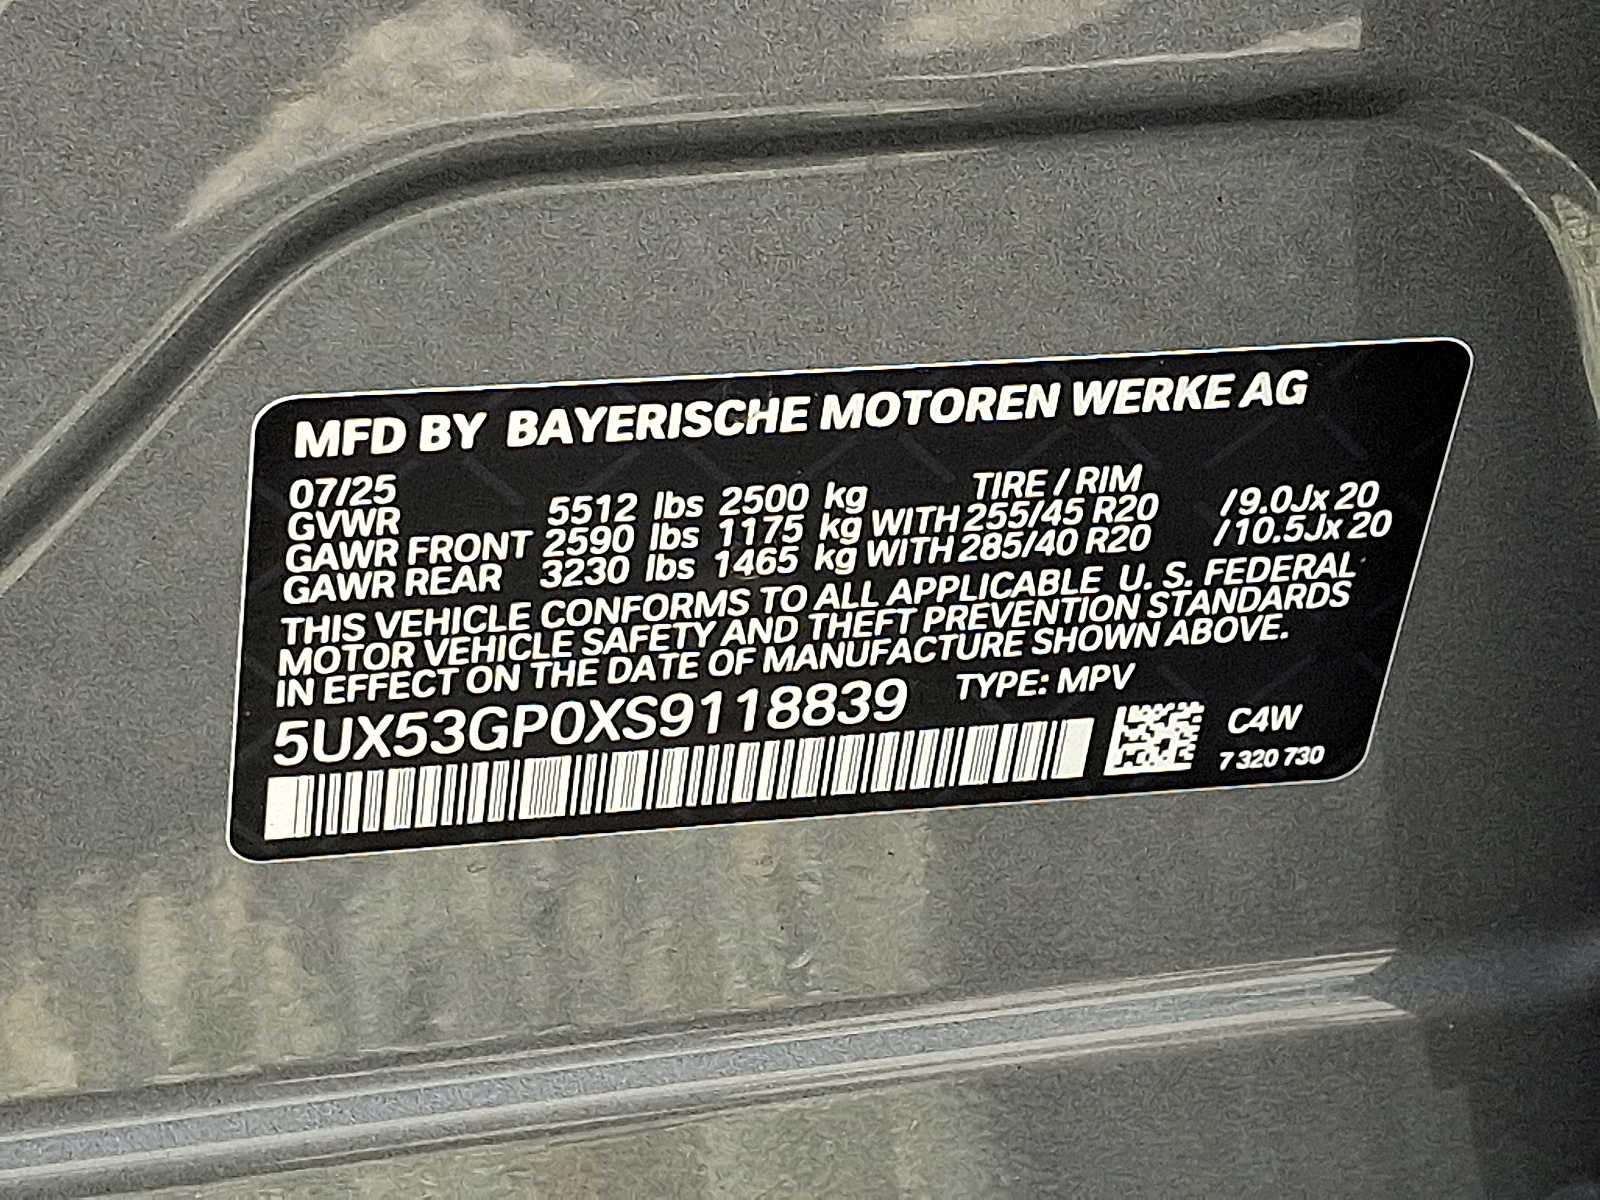 MFD BY BAYERISCHE MOTOREN WERKE AG
07/25 TIRE / RIM
GVWR 5512 lbs 2500 kg
GAWR FRONT 2590 lbs 1175 kg WITH 255/45 R20 /9.0Jx 20
GAWR REAR 3230 lbs 1465 kg WITH 285/40 R20 /10.5Jx 20
THIS VEHICLE CONFORMS TO ALL APPLICABLE U. S. FEDERAL
MOTOR VEHICLE SAFETY AND THEFT PREVENTION STANDARDS
IN EFFECT ON THE DATE OF MANUFACTURE SHOWN ABOVE.
5UX53GP0XS9118839 TYPE: MPV
C4W
7 320 730